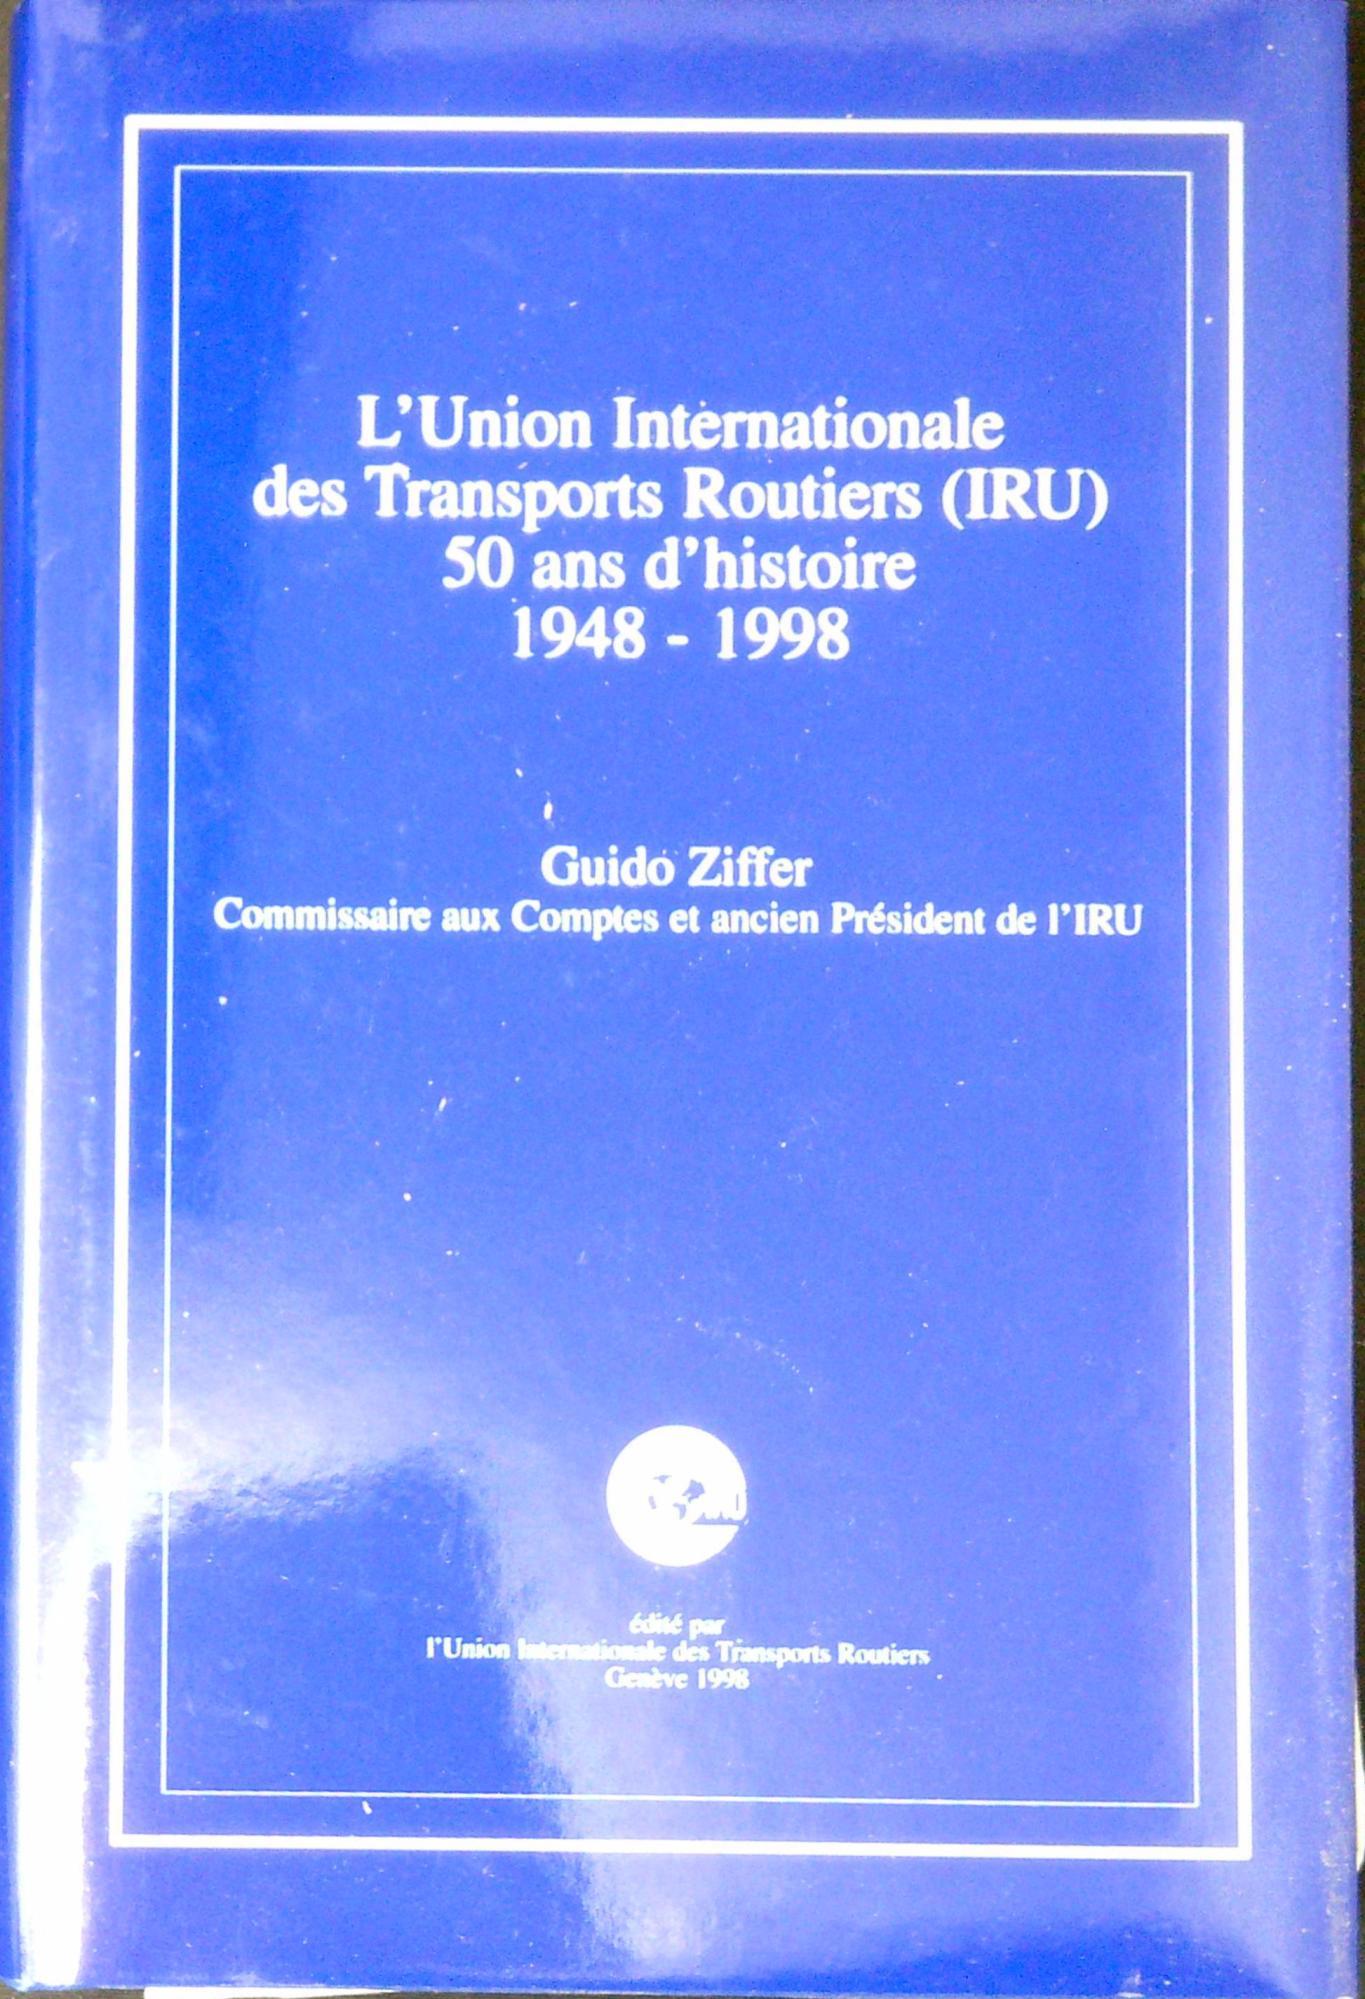 L'Union Internationale
des Transports Routiers (IRU)
50 ans d'histoire
1948 - 1998
Guido Ziffer
Commissaire aux Comptes et ancien Président de l'IRU
IRU
édité par
l'Union Internationale des Transports Routiers
Genève 1998